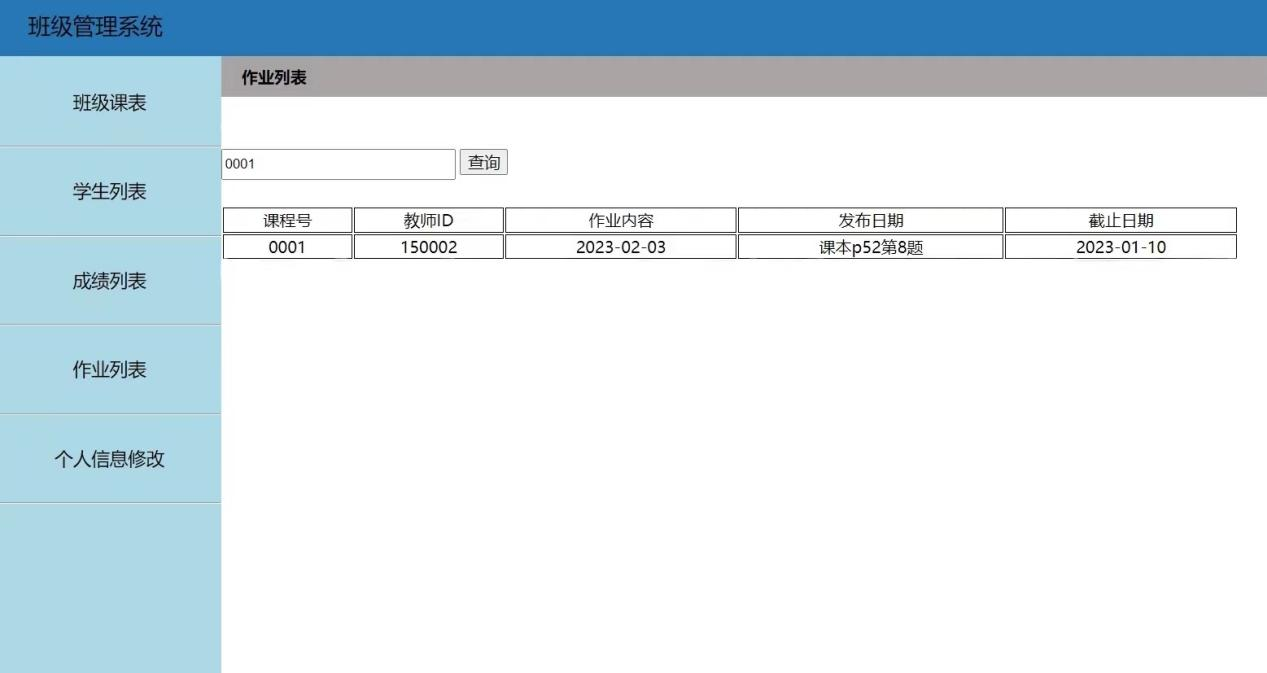 班级管理系统
作业列表
班级课表
学生列表
成绩列表
作业列表
个人信息修改
0001 查询
课程号 教师ID 作业内容 发布日期 截止日期
0001 150002 2023-02-03 课本p52第8题 2023-01-10